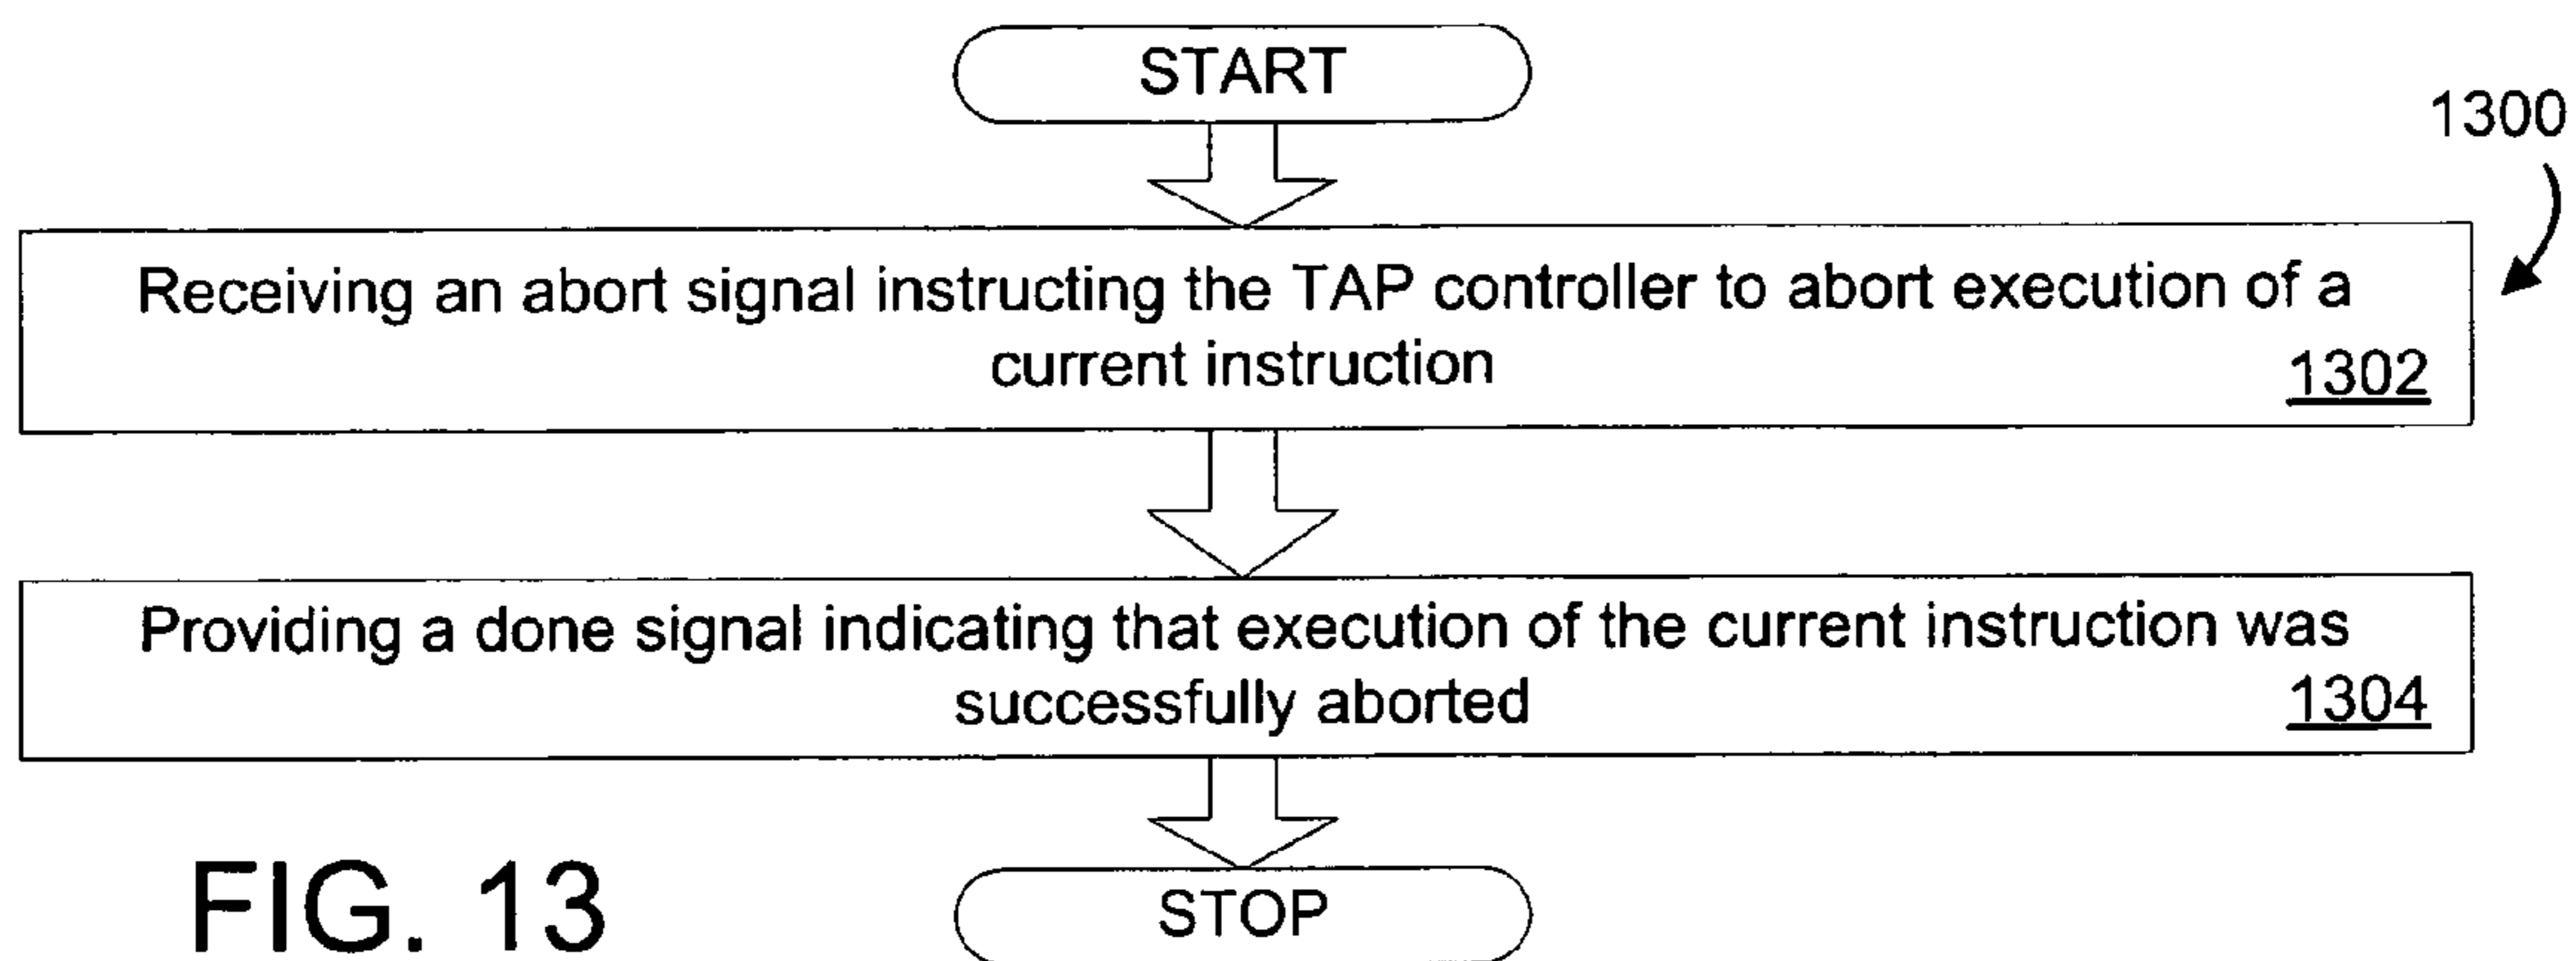 START
1300
Receiving an abort signal instructing the TAP controller to abort execution of a
current instruction
1302
Providing a done signal indicating that execution of the current instruction was
successfully aborted
1304
STOP
FIG. 13